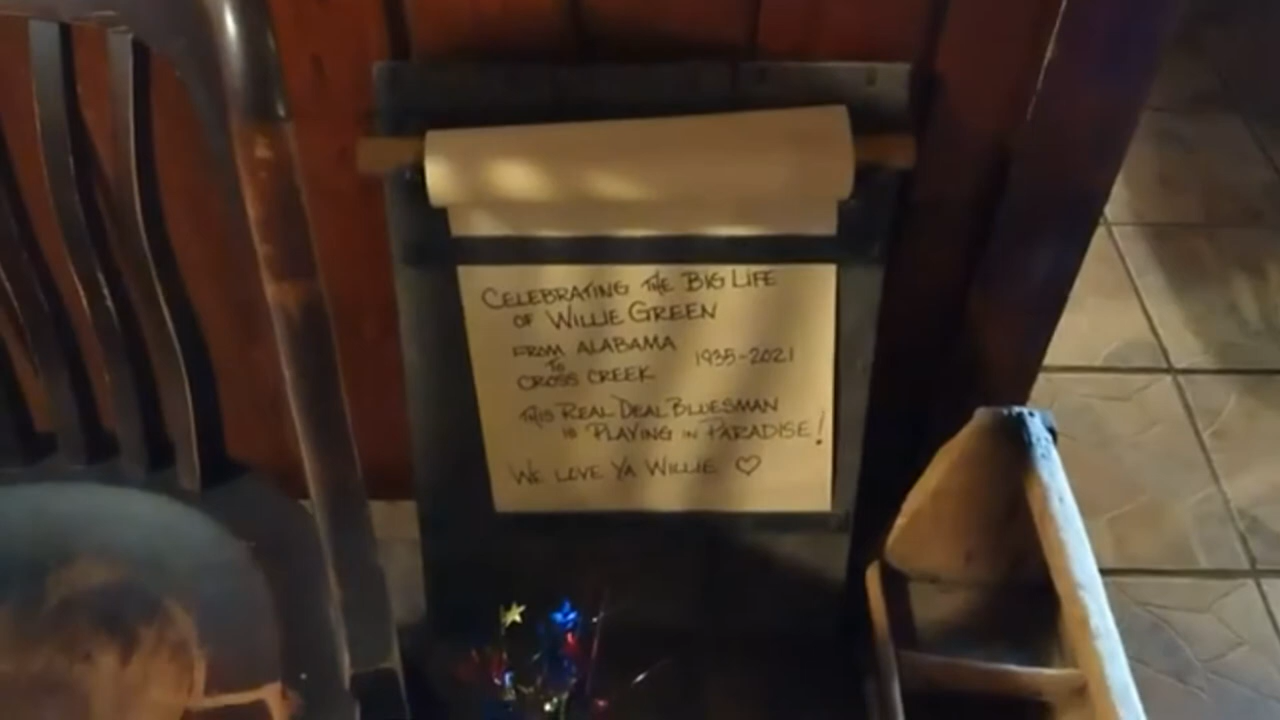 CELEBRATING THE BIG LIFE
OF WILLIE GREEN
FROM ALABAMA
TO
CROSS CREEK
1935-2021
THIS REAL DEAL BLUESMAN
IS PLAYING IN PARADISE!
WE LOVE YA WILLIE ♡